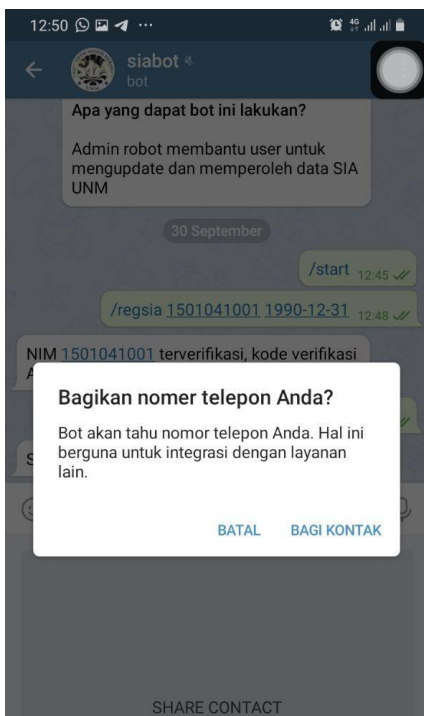 12:50 ... 4G
siabot
bot
Apa yang dapat bot ini lakukan?
Admin robot membantu user untuk
mengupdate dan memperoleh data SIA
UNM
30 September
/start 12:45
/regsia 1501041001 1990-12-31 12:48
NIM 1501041001 terverifikasi, kode verifikasi
Bagikan nomer telepon Anda?
Bot akan tahu nomor telepon Anda. Hal ini
berguna untuk integrasi dengan layanan
lain.
BATAL BAGI KONTAK
SHARE CONTACT